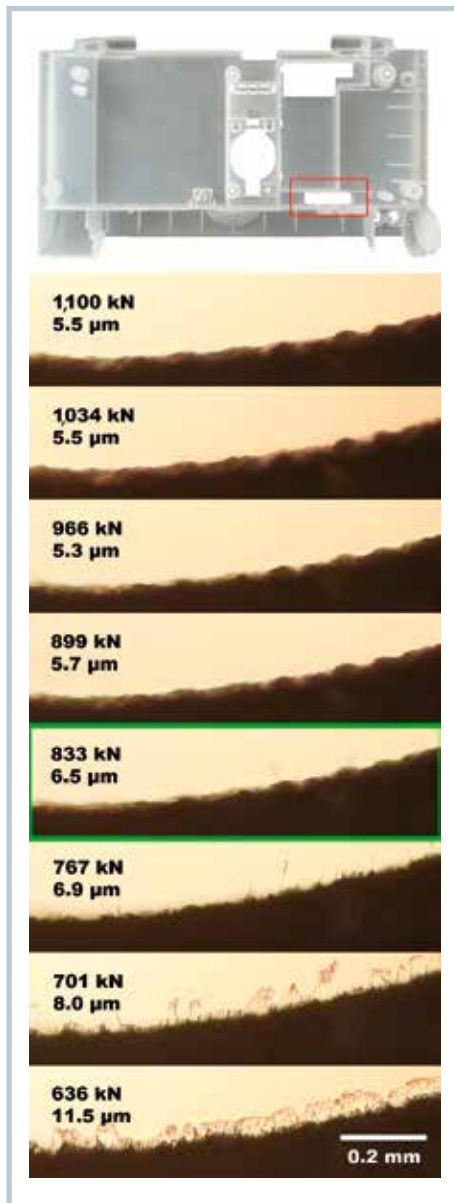 1,100 kN
5.5 µm
1,034 kN
5.5 µm
966 kN
5.3 µm
899 kN
5.7 µm
833 kN
6.5 µm
767 kN
6.9 µm
701 kN
8.0 µm
636 kN
11.5 µm
0.2 mm